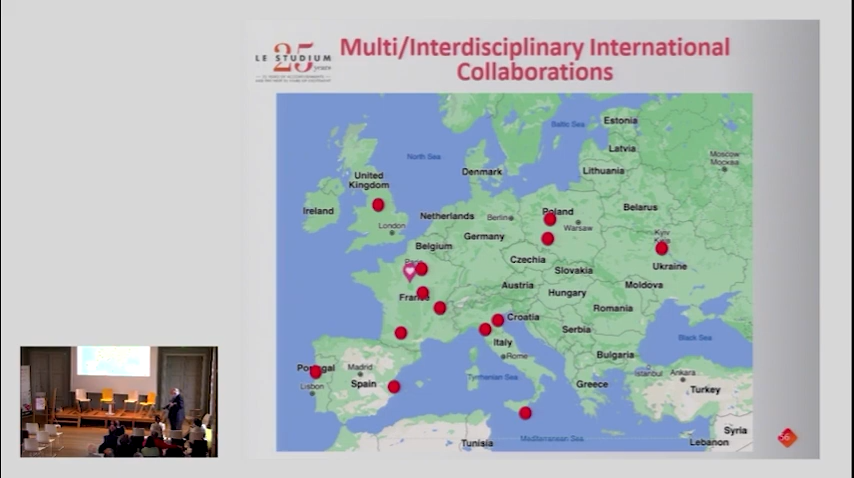 LE STUDIUM
25
years
Multi/Interdisciplinary International
Collaborations
Estonia
Baltic Sea
Latvia
Moscow
Москва
North Sea
Denmark
Lithuania
United
Kingdom
Ireland
Belarus
Netherlands
Berlin
Poland
Warsaw
London
Germany
Kyiv
Belgium
Czechia
Ukraine
Slovakia
Austria
Moldova
France
Hungary
Romania
Croatia
Serbia
Italy
Black Sea
Bulgaria
Rome
Portugal
Madrid
Istanbul
Ankara
Spain
Tyrrhenian Sea
Greece
Turkey
Lisbon
Syria
Tunisia
Mediterranean Sea
Lebanon
56